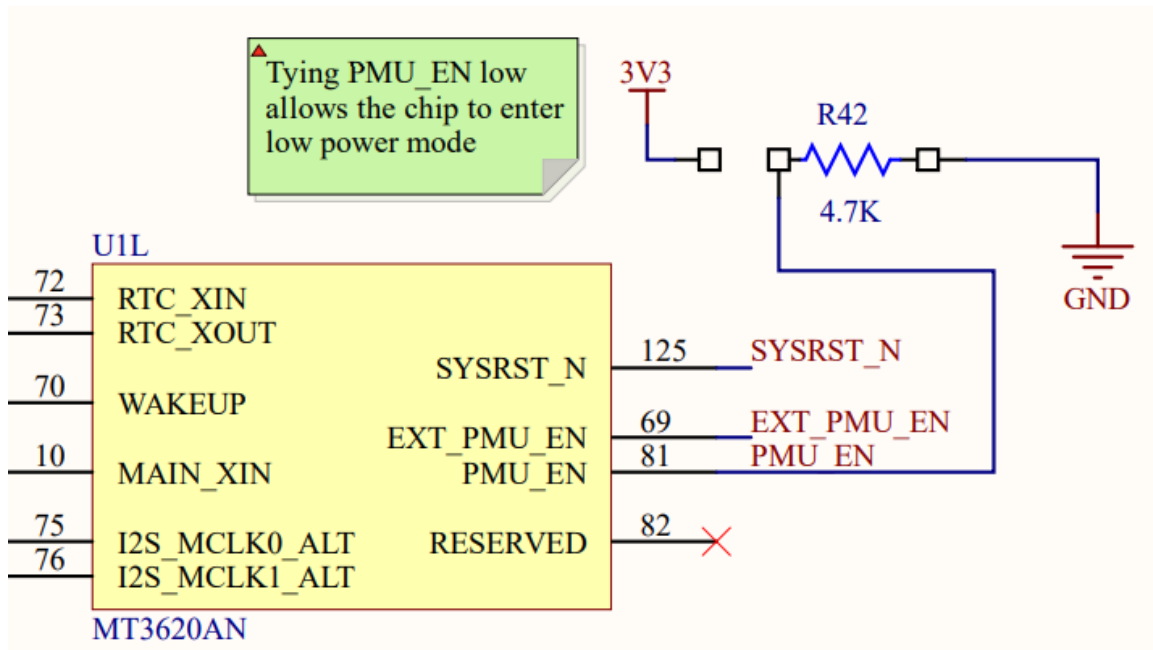 Tying PMU_EN low
allows the chip to enter
low power mode
3V3
R42
4.7K
GND
U1L
72
RTC_XIN
73
RTC_XOUT
70
WAKEUP
10
MAIN_XIN
75
I2S_MCLK0_ALT
76
I2S_MCLK1_ALT
SYSRST_N
125
SYSRST_N
EXT_PMU_EN
69
EXT_PMU_EN
PMU_EN
81
PMU_EN
RESERVED
82
MT3620AN